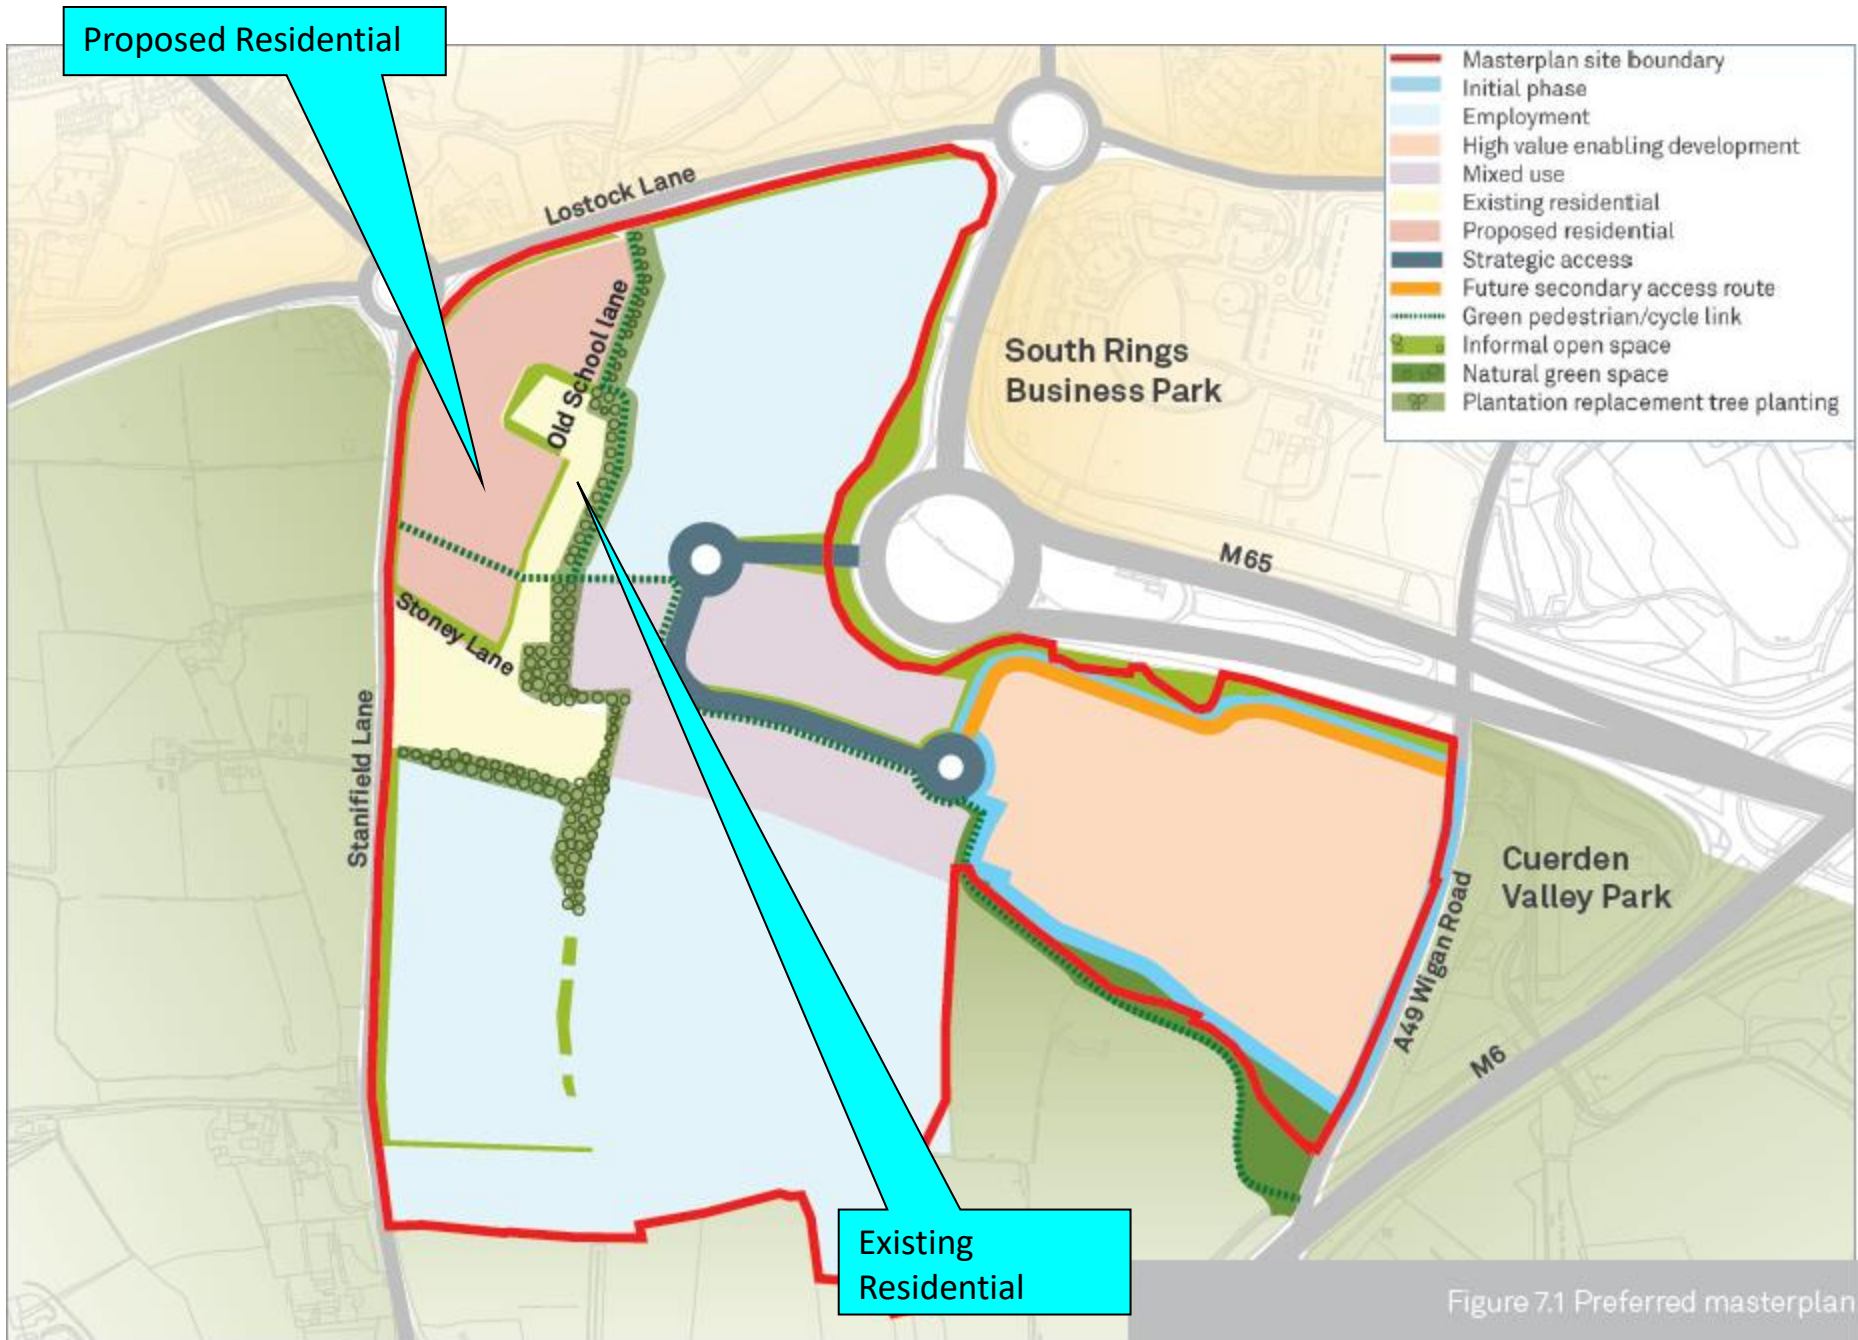 Proposed Residential
Masterplan site boundary
Initial phase
Employment
High value enabling development
Mixed use
Existing residential
Proposed residential
Strategic access
Future secondary access route
Green pedestrian/cycle link
Informal open space
Natural green space
Plantation replacement tree planting
Lostock Lane
Old School lane
South Rings
Business Park
M65
Stoney Lane
Stanifield Lane
Cuerden
Valley Park
A49 Wigan Road
M6
Existing
Residential
Figure 7.1 Preferred masterplan